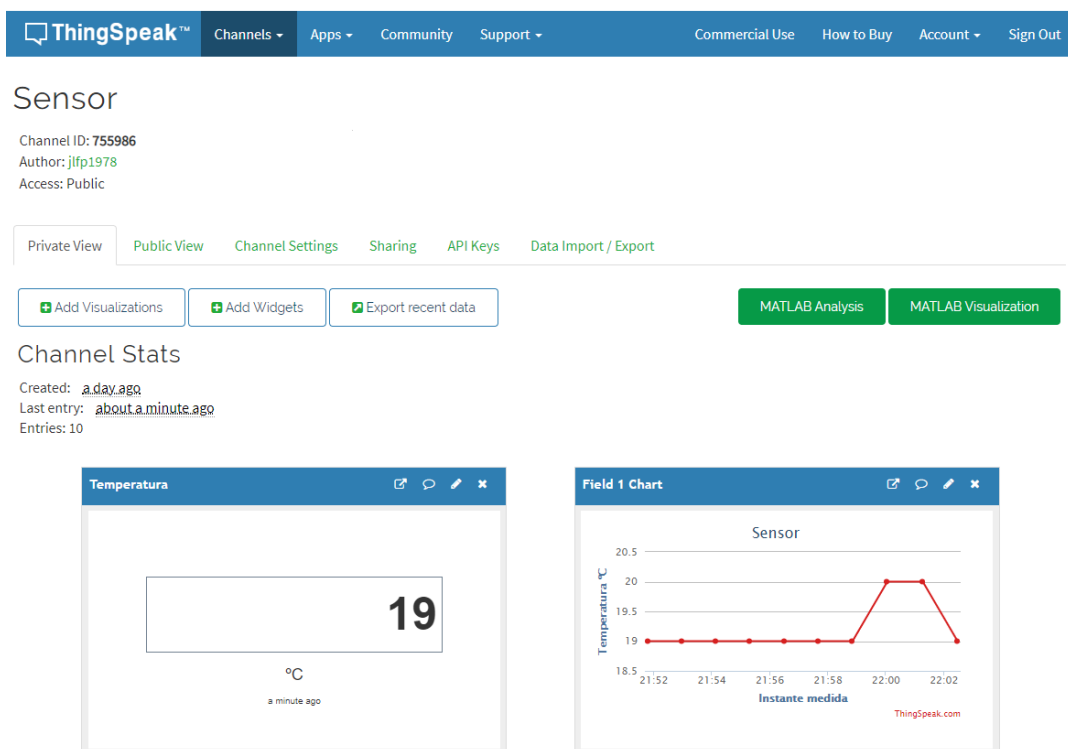 ThingSpeak™ Channels Apps Community Support Commercial Use How to Buy Account Sign Out
Sensor
Channel ID: 755986
Author: jlfp1978
Access: Public
Private View Public View Channel Settings Sharing API Keys Data Import / Export
Add Visualizations Add Widgets Export recent data MATLAB Analysis MATLAB Visualization
Channel Stats
Created: a day ago
Last entry: about a minute ago
Entries: 10
Temperatura
19
ºC
a minute ago
Field 1 Chart
Sensor
Temperatura ºC
20.5
20
19.5
19
18.5
21:52 21:54 21:56 21:58 22:00 22:02
Instante medida
ThingSpeak.com